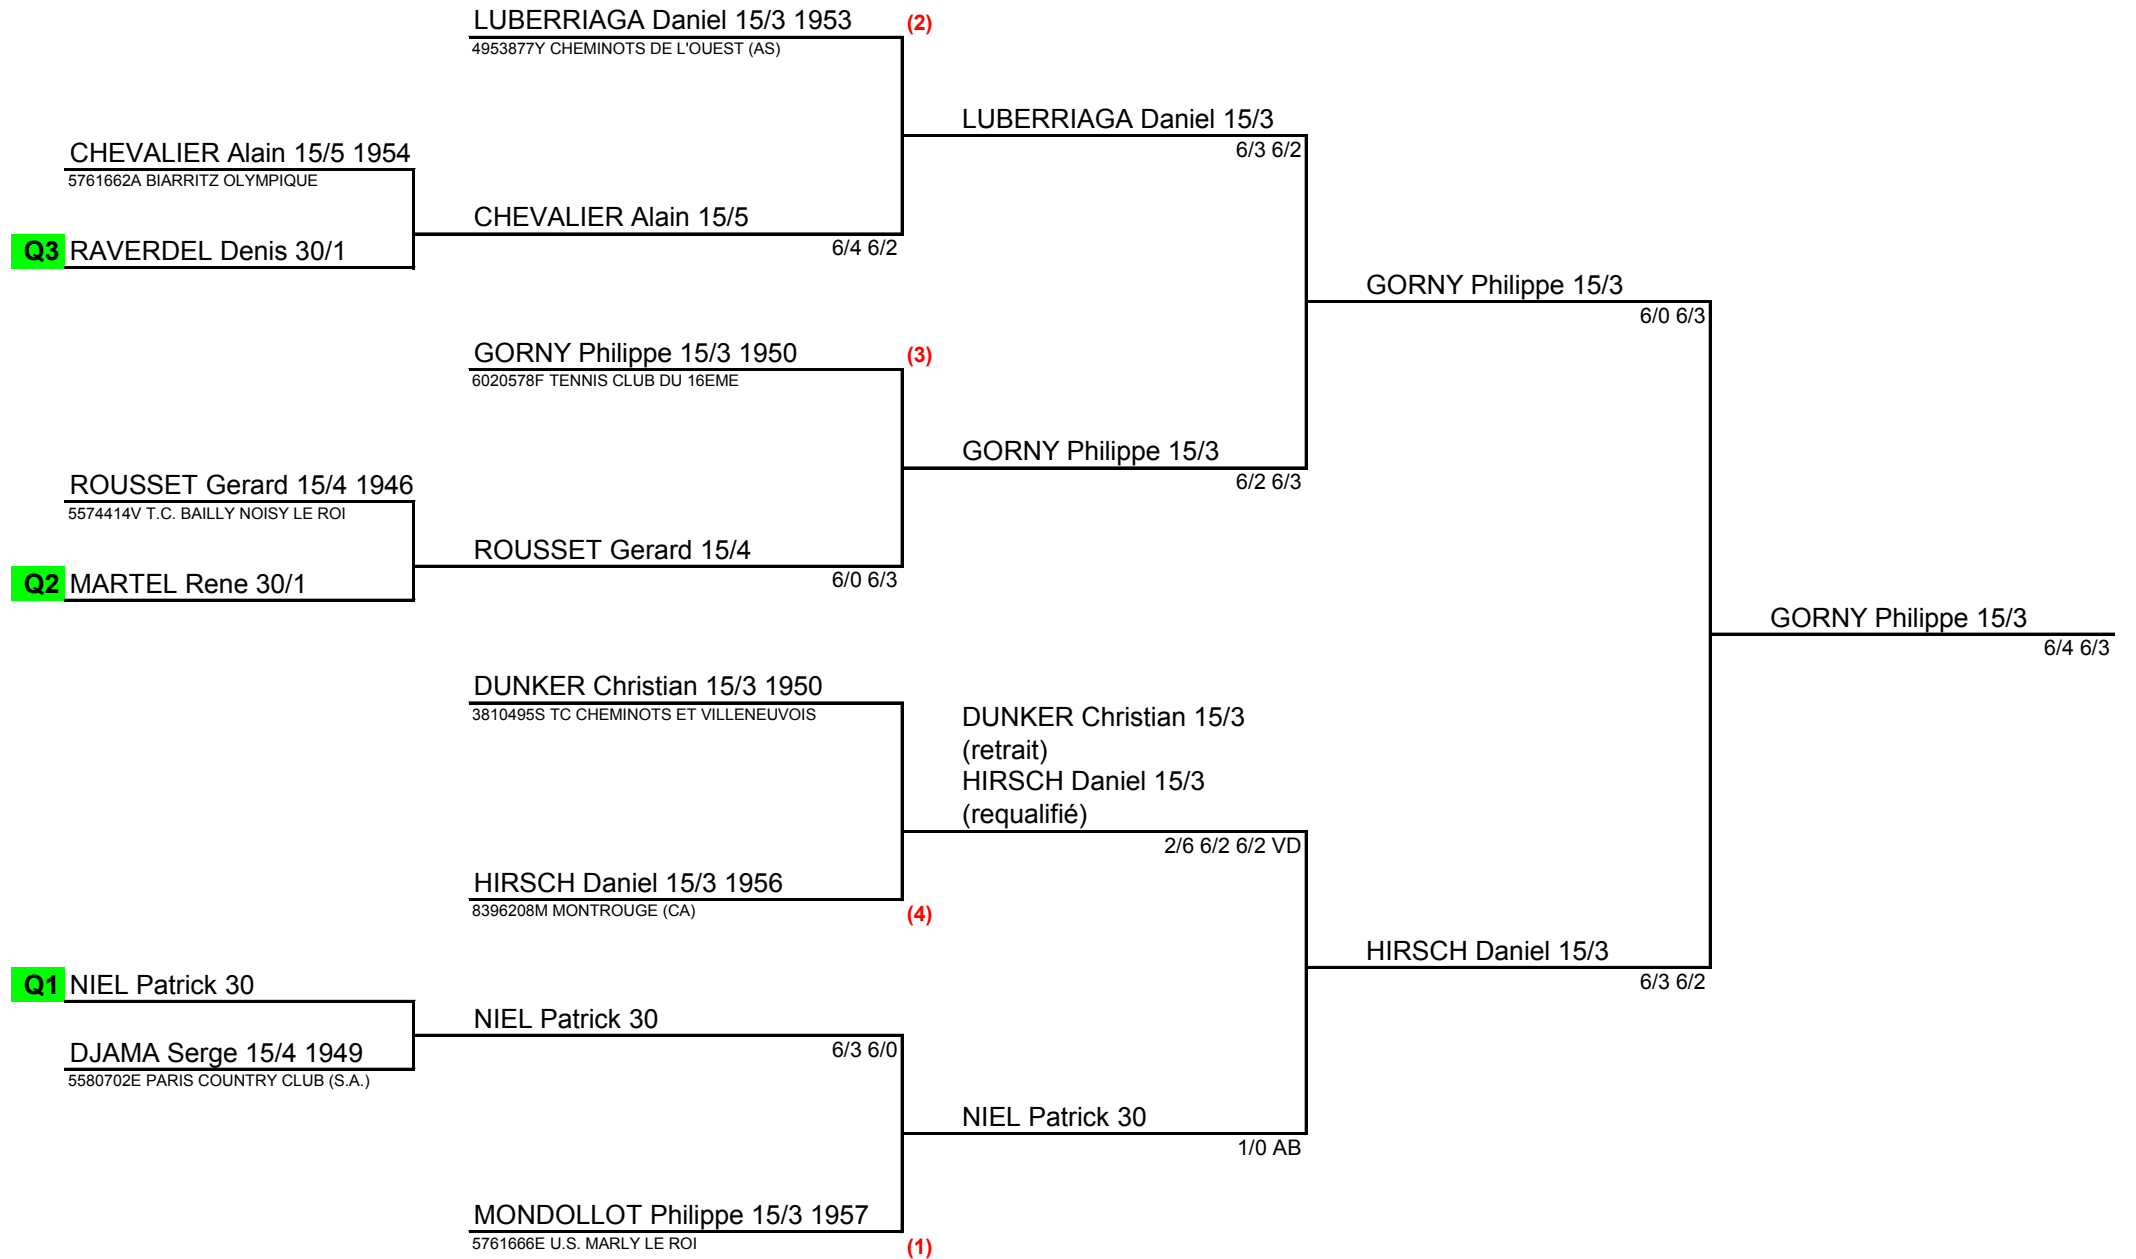 LUBERRIAGA Daniel 15/3 1953 (2)
4953877Y CHEMINOTS DE L'OUEST (AS)
LUBERRIAGA Daniel 15/3
6/3 6/2
CHEVALIER Alain 15/5 1954
5761662A BIARRITZ OLYMPIQUE
CHEVALIER Alain 15/5
6/4 6/2
Q3 RAVERDEL Denis 30/1
GORNY Philippe 15/3
6/0 6/3
GORNY Philippe 15/3 1950 (3)
6020578F TENNIS CLUB DU 16EME
GORNY Philippe 15/3
6/2 6/3
ROUSSET Gerard 15/4 1946
5574414V T.C. BAILLY NOISY LE ROI
ROUSSET Gerard 15/4
6/0 6/3
Q2 MARTEL Rene 30/1
GORNY Philippe 15/3
6/4 6/3
DUNKER Christian 15/3 1950
3810495S TC CHEMINOTS ET VILLENEUVOIS
DUNKER Christian 15/3
(retrait)
HIRSCH Daniel 15/3
(requalifié)
2/6 6/2 6/2 VD
HIRSCH Daniel 15/3 1956
8396208M MONTROUGE (CA) (4)
HIRSCH Daniel 15/3
6/3 6/2
Q1 NIEL Patrick 30
NIEL Patrick 30
6/3 6/0
DJAMA Serge 15/4 1949
5580702E PARIS COUNTRY CLUB (S.A.)
NIEL Patrick 30
1/0 AB
MONDOLLOT Philippe 15/3 1957
5761666E U.S. MARLY LE ROI (1)